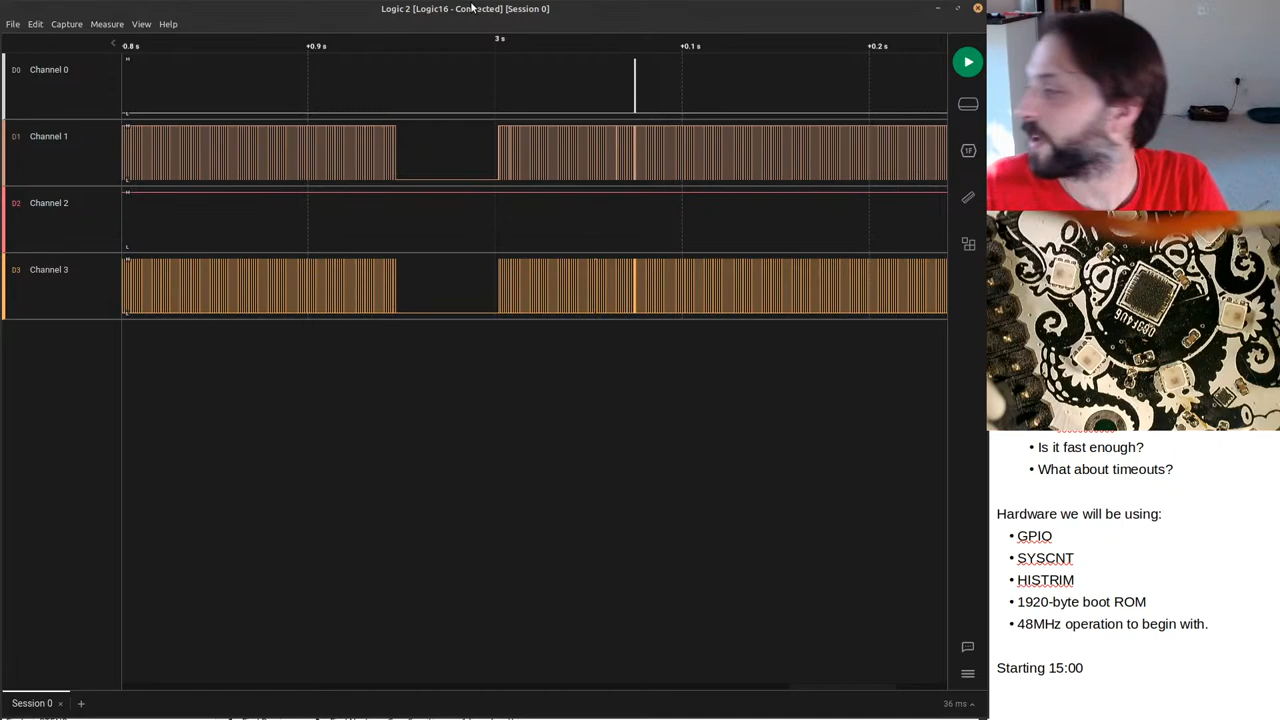 Logic 2 [Logic16 - Connected] [Session 0]
File Edit Capture Measure View Help
0.8 s +0.9 s 3 s +0.1 s +0.2 s
D0 Channel 0
H
L
D1 Channel 1
H
L
D2 Channel 2
H
L
D3 Channel 3
H
L
1F
• Is it fast enough?
• What about timeouts?
Hardware we will be using:
• GPIO
• SYSCNT
• HISTRIM
• 1920-byte boot ROM
• 48MHz operation to begin with.
Starting 15:00
Session 0 × +
36 ms